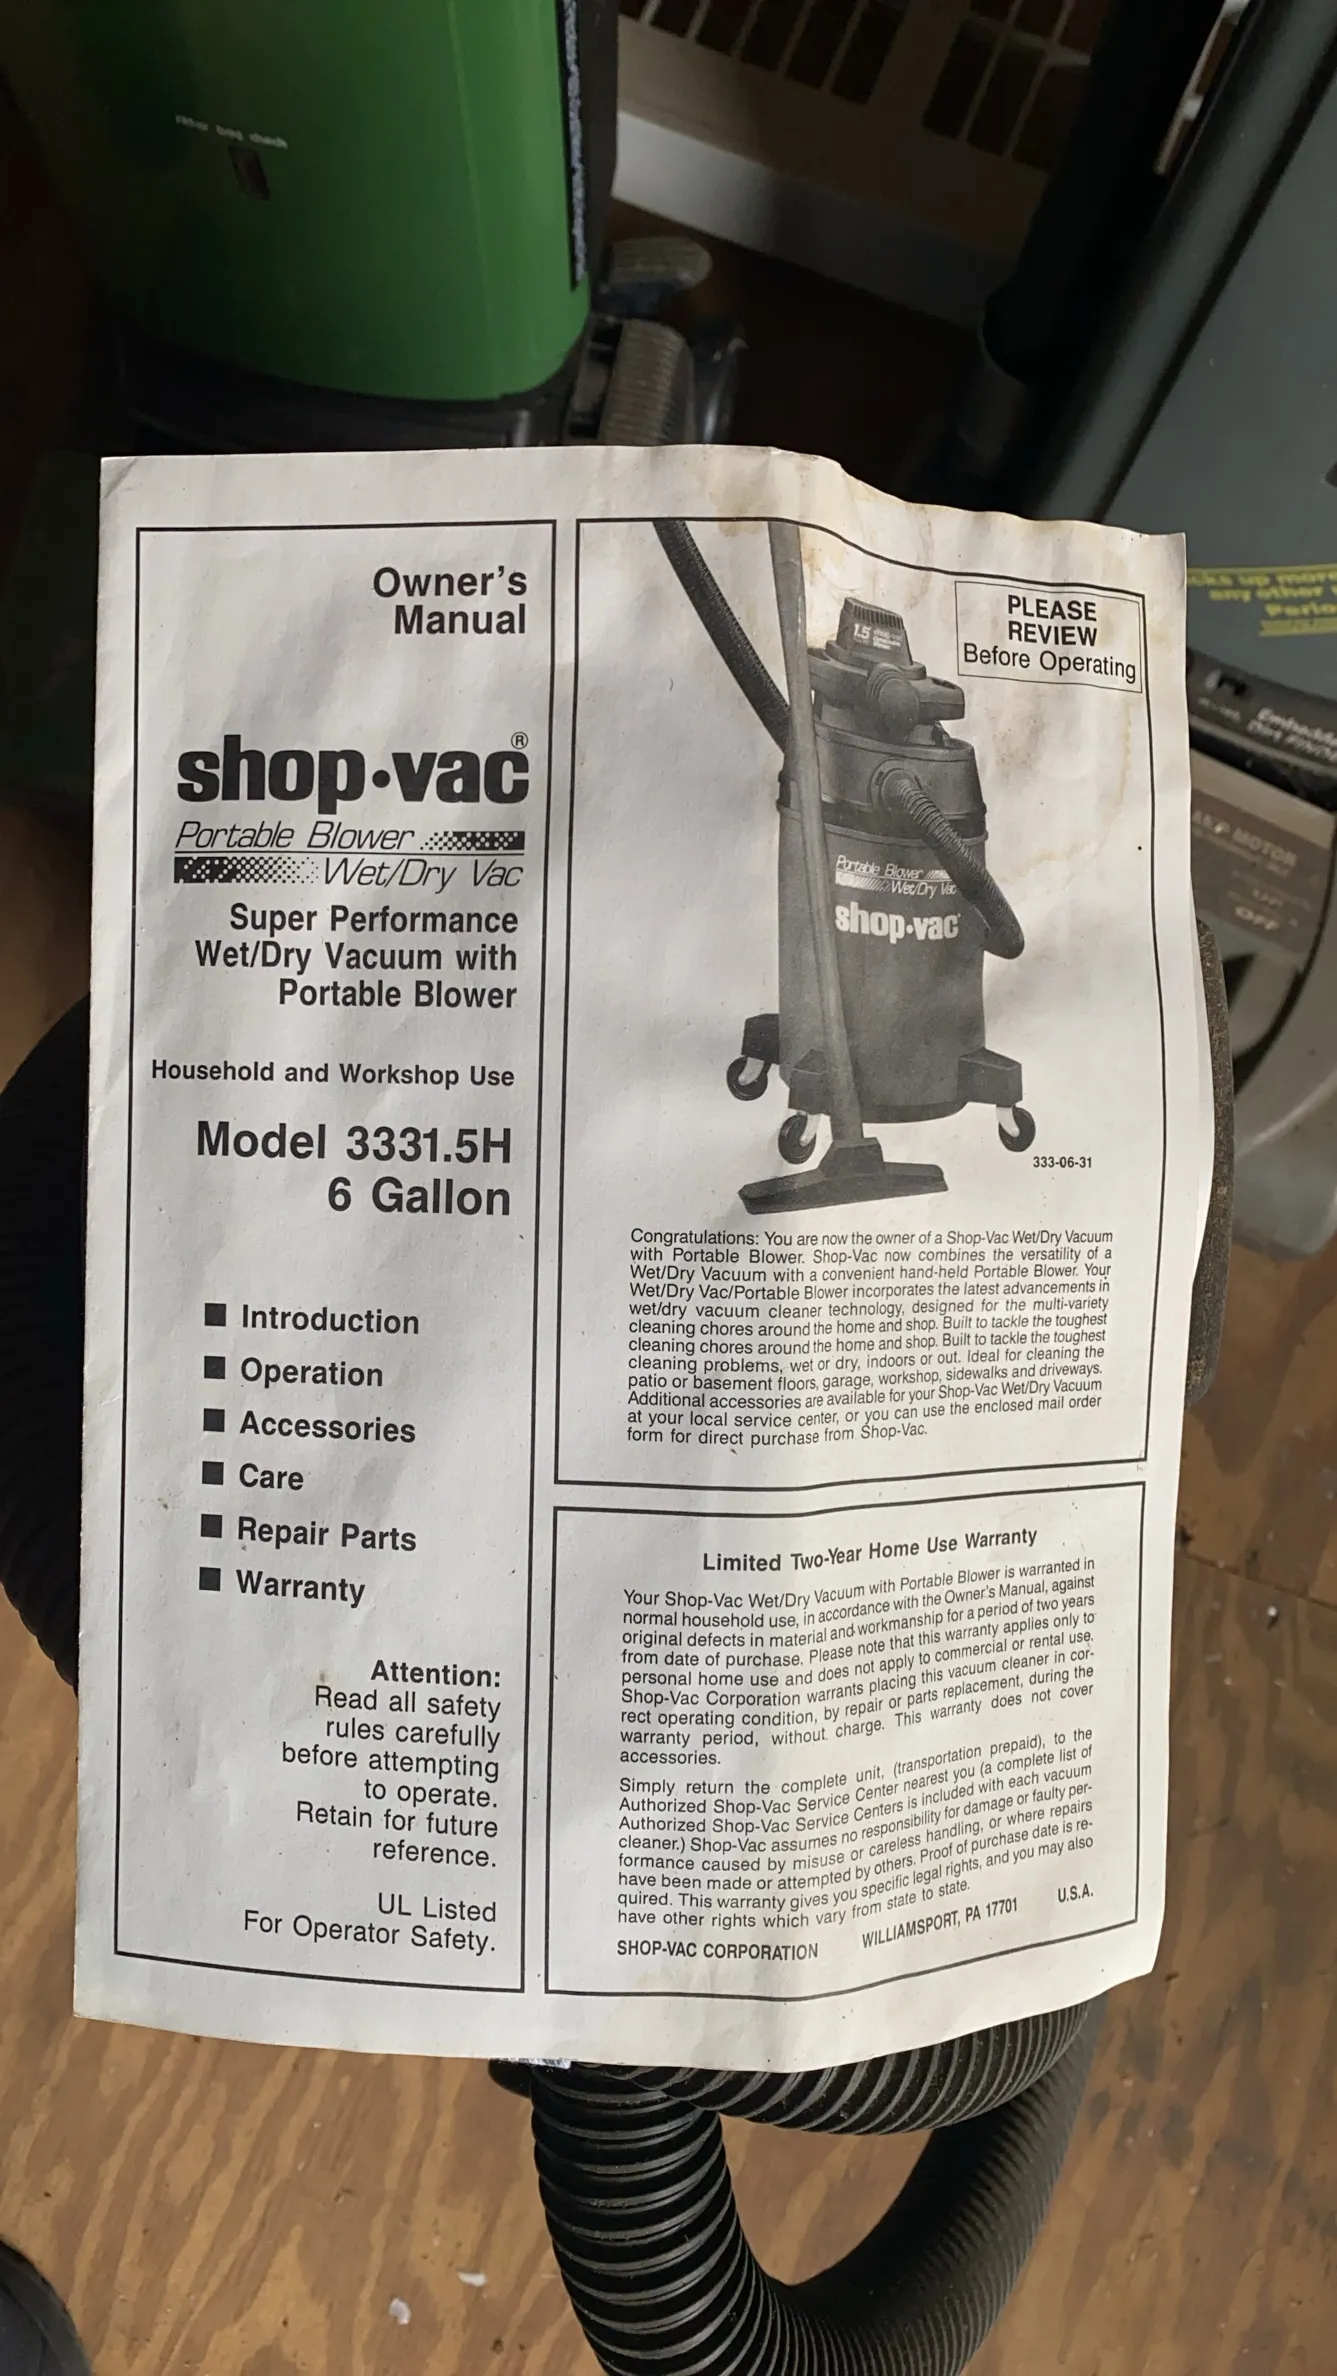 Filter bag check
Owner's
Manual
shop·vac®
Portable Blower
Wet/Dry Vac
Super Performance
Wet/Dry Vacuum with
Portable Blower
Household and Workshop Use
Model 3331.5H
6 Gallon
■ Introduction
■ Operation
■ Accessories
■ Care
■ Repair Parts
■ Warranty
Attention:
Read all safety
rules carefully
before attempting
to operate.
Retain for future
reference.
UL Listed
For Operator Safety.
PLEASE
REVIEW
Before Operating
1.5
Portable Blower
Wet/Dry Vac
shop·vac
333-06-31
Congratulations: You are now the owner of a Shop-Vac Wet/Dry Vacuum
with Portable Blower. Shop-Vac now combines the versatility of a
Wet/Dry Vacuum with a convenient hand-held Portable Blower. Your
Wet/Dry Vac/Portable Blower incorporates the latest advancements in
wet/dry vacuum cleaner technology, designed for the multi-variety
cleaning chores around the home and shop. Built to tackle the toughest
cleaning chores around the home and shop. Built to tackle the toughest
cleaning problems, wet or dry, indoors or out. Ideal for cleaning the
patio or basement floors, garage, workshop, sidewalks and driveways.
Additional accessories are available for your Shop-Vac Wet/Dry Vacuum
at your local service center, or you can use the enclosed mail order
form for direct purchase from Shop-Vac.
Limited Two-Year Home Use Warranty
Your Shop-Vac Wet/Dry Vacuum with Portable Blower is warranted in
normal household use, in accordance with the Owner's Manual, against
original defects in material and workmanship for a period of two years
from date of purchase. Please note that this warranty applies only to
personal home use and does not apply to commercial or rental use.
Shop-Vac Corporation warrants placing this vacuum cleaner in cor-
rect operating condition, by repair or parts replacement, during the
warranty period, without charge. This warranty does not cover
accessories.
Simply return the complete unit, (transportation prepaid), to the
Authorized Shop-Vac Service Center nearest you (a complete list of
Authorized Shop-Vac Service Centers is included with each vacuum
cleaner.) Shop-Vac assumes no responsibility for damage or faulty per-
formance caused by misuse or careless handling, or where repairs
have been made or attempted by others. Proof of purchase date is re-
quired. This warranty gives you specific legal rights, and you may also
have other rights which vary from state to state.
SHOP-VAC CORPORATION WILLIAMSPORT, PA 17701 U.S.A.
up more
any other
MOTOR
OFF